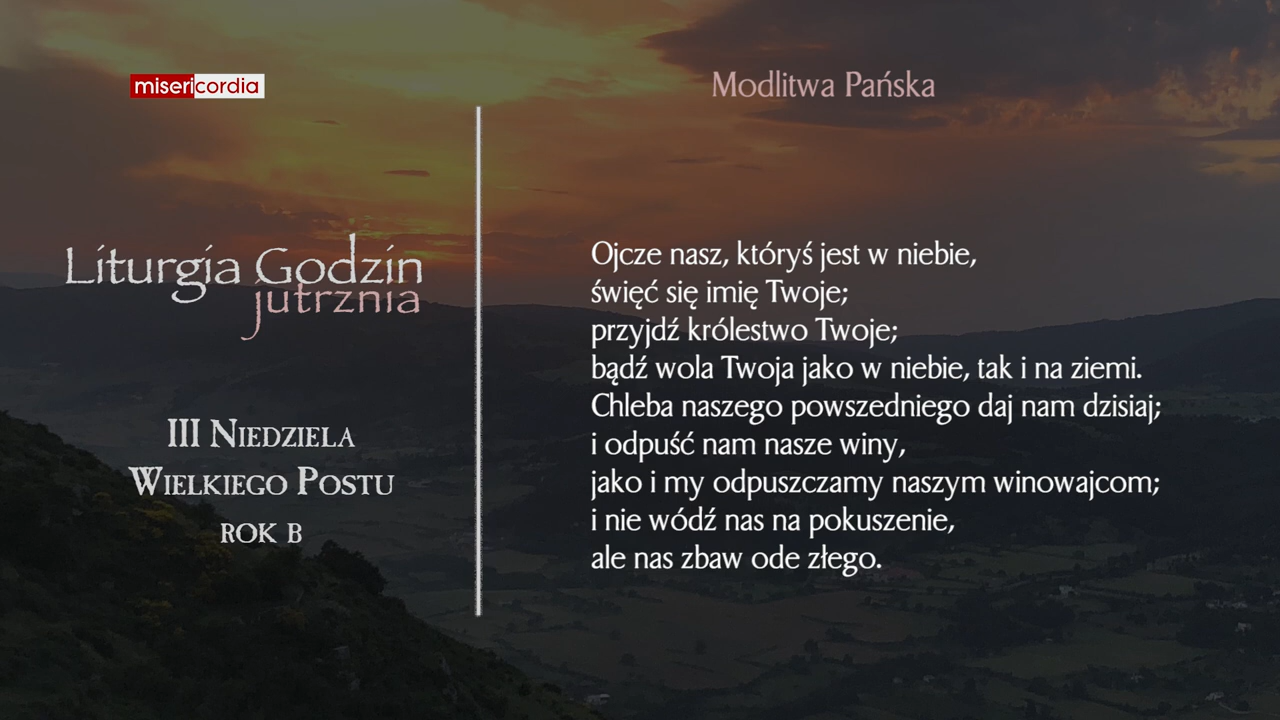 misericordia
Liturgia Godzin
jutrznia
III Niedziela
Wielkiego Postu
rok B
Modlitwa Pańska
Ojcze nasz, któryś jest w niebie,
święć się imię Twoje;
przyjdź królestwo Twoje;
bądź wola Twoja jako w niebie, tak i na ziemi.
Chleba naszego powszedniego daj nam dzisiaj;
i odpuść nam nasze winy,
jako i my odpuszczamy naszym winowajcom;
i nie wódź nas na pokuszenie,
ale nas zbaw ode złego.